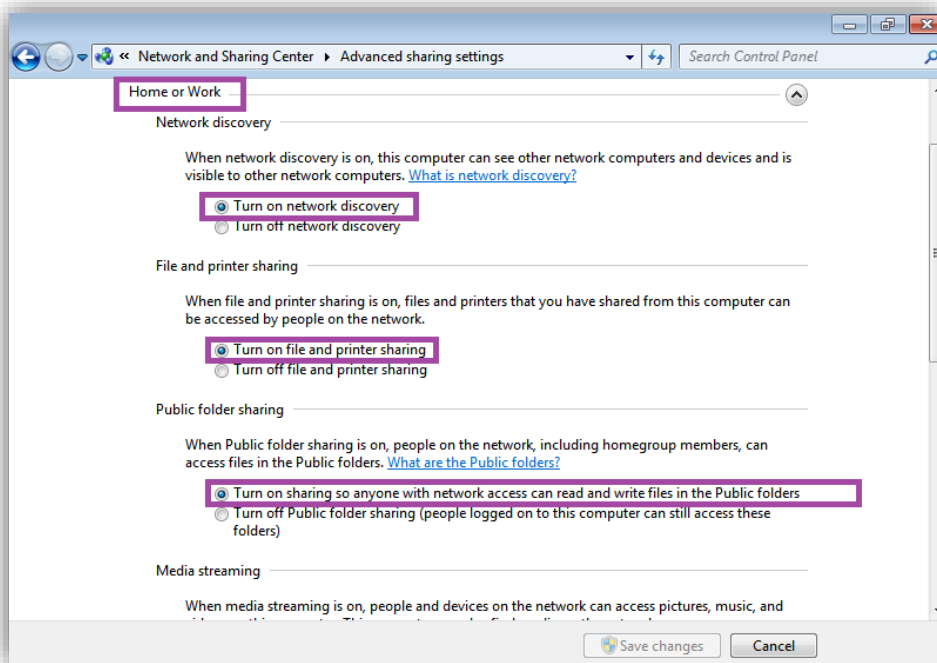 « Network and Sharing Center ▸ Advanced sharing settings
Search Control Panel
Home or Work
Network discovery
When network discovery is on, this computer can see other network computers and devices and is
visible to other network computers. What is network discovery?
Turn on network discovery
Turn off network discovery
File and printer sharing
When file and printer sharing is on, files and printers that you have shared from this computer can
be accessed by people on the network.
Turn on file and printer sharing
Turn off file and printer sharing
Public folder sharing
When Public folder sharing is on, people on the network, including homegroup members, can
access files in the Public folders. What are the Public folders?
Turn on sharing so anyone with network access can read and write files in the Public folders
Turn off Public folder sharing (people logged on to this computer can still access these
folders)
Media streaming
When media streaming is on, people and devices on the network can access pictures, music, and
Save changes
Cancel